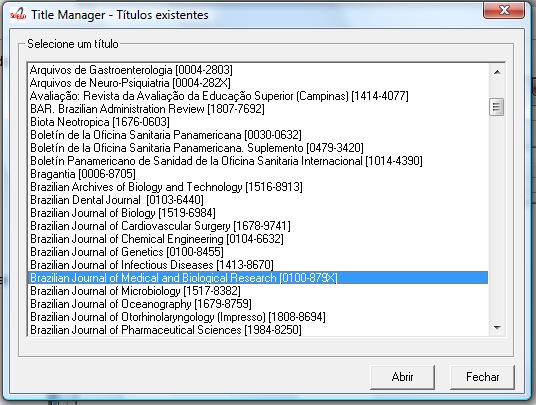 Title Manager - Títulos existentes
Selecione um título
Arquivos de Gastroenterologia [0004-2803]
Arquivos de Neuro-Psiquiatria [0004-282X]
Avaliação: Revista da Avaliação da Educação Superior (Campinas) [1414-4077]
BAR. Brazilian Administration Review [1807-7692]
Biota Neotropica [1676-0603]
Boletín de la Oficina Sanitaria Panamericana [0030-0632]
Boletín de la Oficina Sanitaria Panamericana. Suplemento [0479-3420]
Boletín Panamericano de Sanidad de la Oficina Sanitaria Internacional [1014-4390]
Bragantia [0006-8705]
Brazilian Archives of Biology and Technology [1516-8913]
Brazilian Dental Journal [0103-6440]
Brazilian Journal of Biology [1519-6984]
Brazilian Journal of Cardiovascular Surgery [1678-9741]
Brazilian Journal of Chemical Engineering [0104-6632]
Brazilian Journal of Genetics [0100-8455]
Brazilian Journal of Infectious Diseases [1413-8670]
Brazilian Journal of Medical and Biological Research [0100-879X]
Brazilian Journal of Microbiology [1517-8382]
Brazilian Journal of Oceanography [1679-8759]
Brazilian Journal of Otorhinolaryngology (Impresso) [1808-8694]
Brazilian Journal of Pharmaceutical Sciences [1984-8250]
Abrir
Fechar